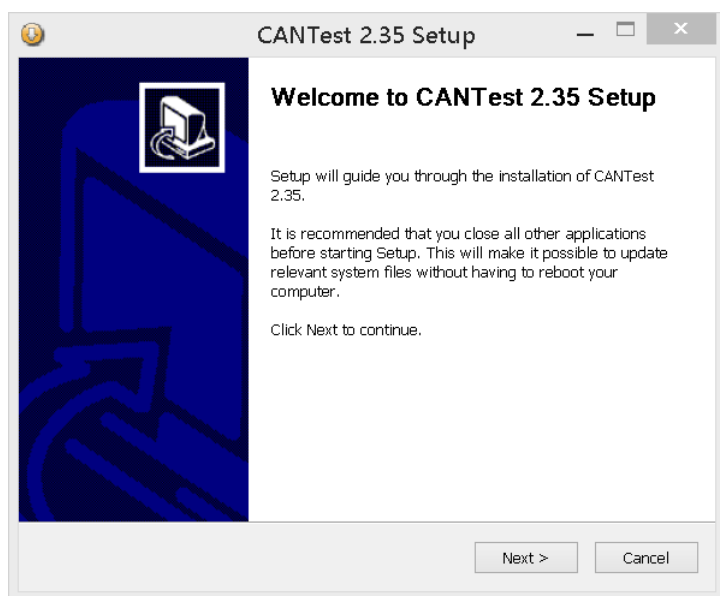 CANTest 2.35 Setup
Welcome to CANTest 2.35 Setup
Setup will guide you through the installation of CANTest
2.35.
It is recommended that you close all other applications
before starting Setup. This will make it possible to update
relevant system files without having to reboot your
computer.
Click Next to continue.
Next >
Cancel